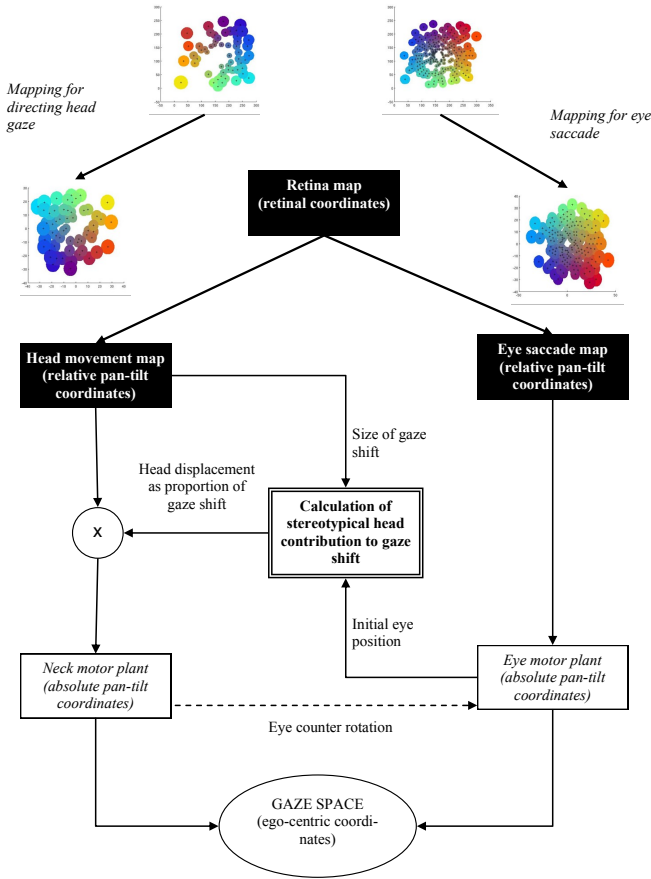 Mapping for
directing head
gaze
Mapping for eye
saccade
Retina map
(retinal coordinates)
Head movement map
(relative pan-tilt
coordinates)
Eye saccade map
(relative pan-tilt
coordinates)
Size of gaze
shift
Head displacement
as proportion of
gaze shift
Calculation of
stereotypical head
contribution to gaze
shift
X
Initial eye
position
Neck motor plant
(absolute pan-tilt
coordinates)
Eye motor plant
(absolute pan-tilt
coordinates)
Eye counter rotation
GAZE SPACE
(ego-centric coordi-
nates)